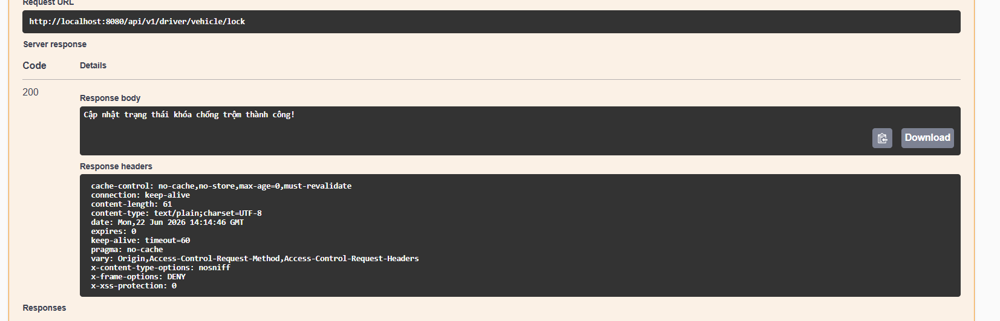 Request URL
http://localhost:8080/api/v1/driver/vehicle/lock
Server response
Code Details
200
Response body
Cập nhật trạng thái khóa chống trộm thành công!
Download
Response headers
cache-control: no-cache,no-store,max-age=0,must-revalidate
connection: keep-alive
content-length: 61
content-type: text/plain;charset=UTF-8
date: Mon,22 Jun 2026 14:14:46 GMT
expires: 0
keep-alive: timeout=60
pragma: no-cache
vary: Origin,Access-Control-Request-Method,Access-Control-Request-Headers
x-content-type-options: nosniff
x-frame-options: DENY
x-xss-protection: 0
Responses